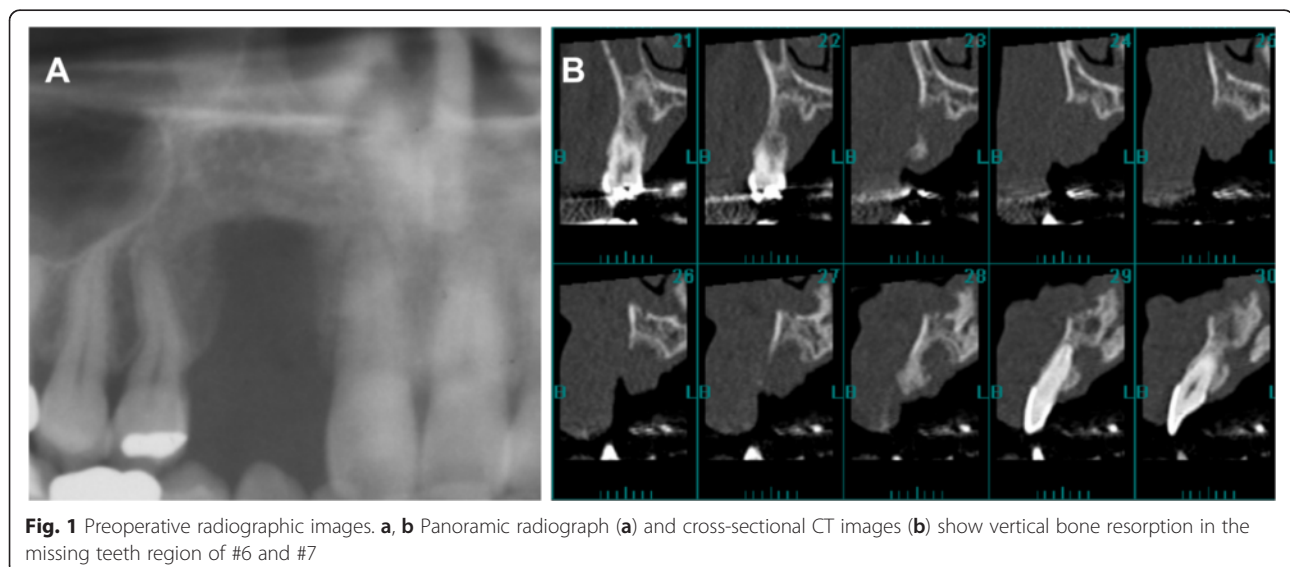 A
B
21
22
23
24
25
B
L
B
L
B
L
B
L
B
L
26
27
28
29
30
B
L
B
L
B
L
B
L
B
L
Fig. 1 Preoperative radiographic images. a, b Panoramic radiograph (a) and cross-sectional CT images (b) show vertical bone resorption in the
missing teeth region of #6 and #7